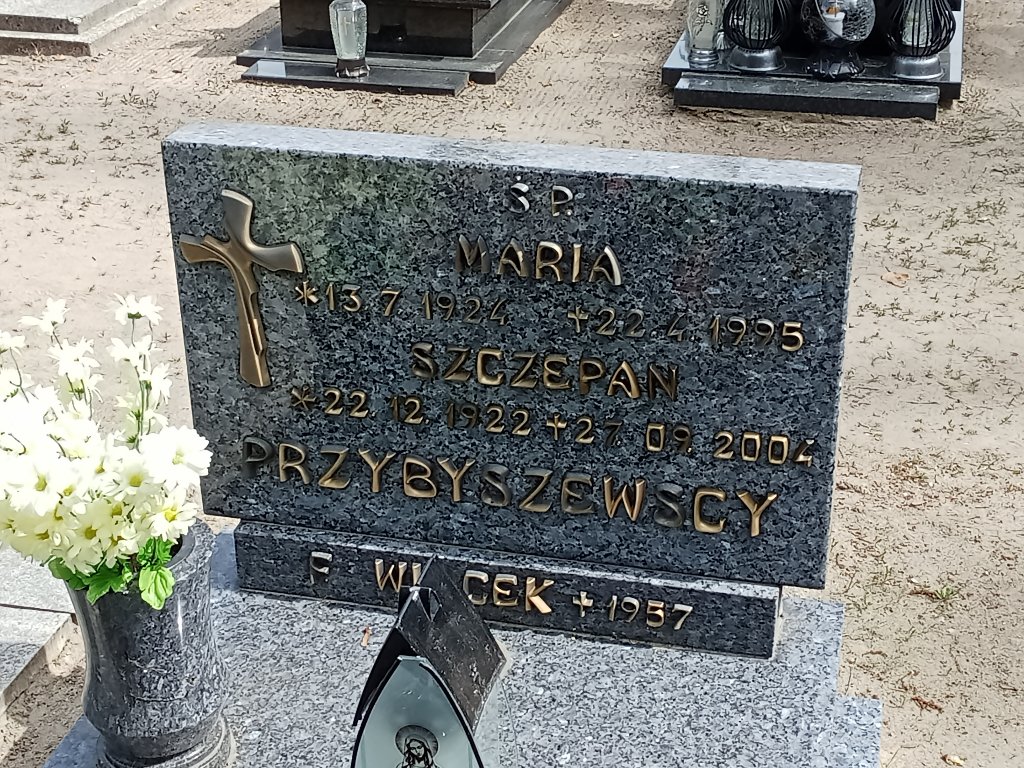 Ś P.
MARIA
*13 7 1924 +22.4.1995
SZCZEPAN
*22.12.1922 +27.09.2004
PRZYBYSZEWSCY
F +1957